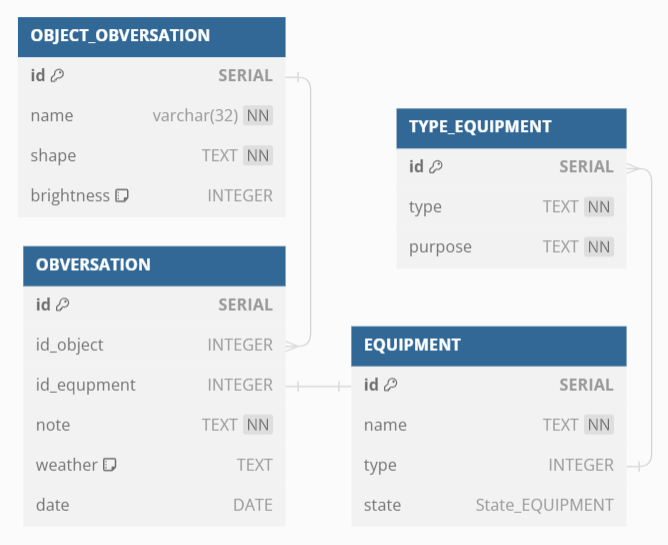 OBJECT_OBVERSATION
id SERIAL
name varchar(32) NN
shape TEXT NN
brightness INTEGER
TYPE_EQUIPMENT
id SERIAL
type TEXT NN
purpose TEXT NN
OBVERSATION
id SERIAL
id_object INTEGER
id_equpment INTEGER
note TEXT NN
weather TEXT
date DATE
EQUIPMENT
id SERIAL
name TEXT NN
type INTEGER
state State_EQUIPMENT